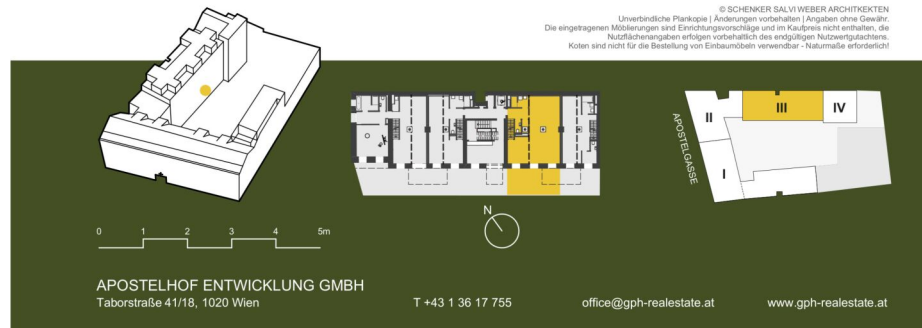 © SCHENKER SALVI WEBER ARCHITKEKTEN
Unverbindliche Plankopie | Änderungen vorbehalten | Angaben ohne Gewähr.
Die eingetragenen Möblierungen sind Einrichtungsvorschläge und im Kaufpreis nicht enthalten, die
Nutzflächenangaben erfolgen vorbehaltlich des endgültigen Nutzwertgutachtens.
Koten sind nicht für die Bestellung von Einbaumöbeln verwendbar - Naturmaße erforderlich!
II
III
IV
APOSTELGASSE
I
N
0 1 2 3 4 5m
APOSTELHOF ENTWICKLUNG GMBH
Taborstraße 41/18, 1020 Wien
T +43 1 36 17 755
office@gph-realestate.at
www.gph-realestate.at